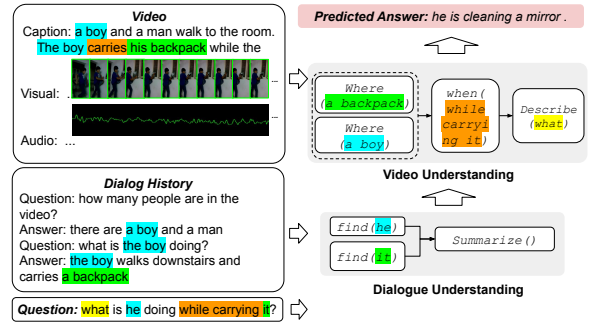 Video
Caption: a boy and a man walk to the room.
The boy carries his backpack while the
Visual: .
...
Audio: ...
...
Dialog History
Question: how many people are in the
video?
Answer: there are a boy and a man
Question: what is the boy doing?
Answer: the boy walks downstairs and
carries a backpack
Question: what is he doing while carrying it?
Predicted Answer: he is cleaning a mirror .
Where
(a backpack)
Where
(a boy)
when(
while
carryi
ng it)
Describe
(what)
Video Understanding
find(he)
find(it)
Summarize()
Dialogue Understanding